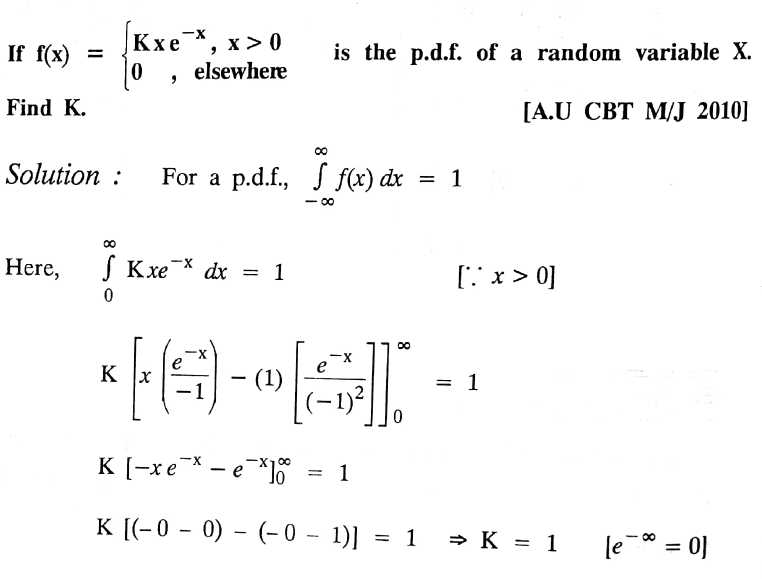 If f(x) = { Kxe^{-x}, x > 0
0 , elsewhere is the p.d.f. of a random variable X.
Find K. [A.U CBT M/J 2010]
Solution : For a p.d.f., ∫_{-∞}^{∞} f(x) dx = 1
Here, ∫_{0}^{∞} Kxe^{-x} dx = 1 [∵ x > 0]
K [x (e^{-x}/-1) - (1) [e^{-x}/(-1)^2]]_{0}^{∞} = 1
K [-xe^{-x} - e^{-x}]_{0}^{∞} = 1
K [(-0 - 0) - (-0 - 1)] = 1 ⇒ K = 1 [e^{-∞} = 0]